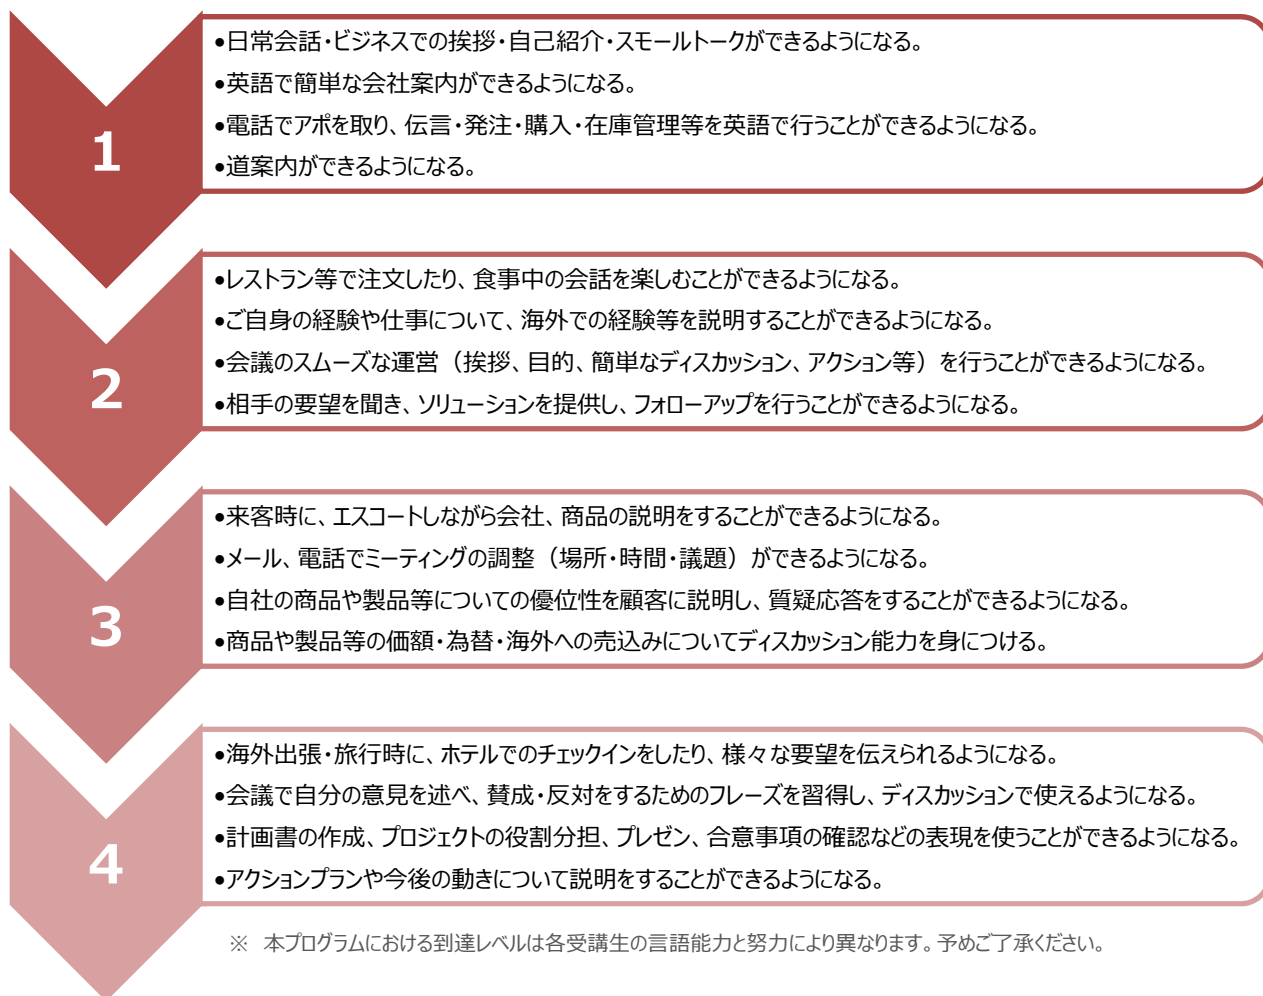 1
•日常会話・ビジネスでの挨拶・自己紹介・スモールトークができるようになる。
•英語で簡単な会社案内ができるようになる。
•電話でアポを取り、伝言・発注・購入・在庫管理等を英語で行うことができるようになる。
•道案内ができるようになる。
2
•レストラン等で注文したり、食事中の会話を楽しむことができるようになる。
•ご自身の経験や仕事について、海外での経験等を説明することができるようになる。
•会議のスムーズな運営（挨拶、目的、簡単なディスカッション、アクション等）を行うことができるようになる。
•相手の要望を聞き、ソリューションを提供し、フォローアップを行うことができるようになる。
3
•来客時に、エスコートしながら会社、商品の説明をすることができるようになる。
•メール、電話でミーティングの調整（場所・時間・議題）ができるようになる。
•自社の商品や製品等についての優位性を顧客に説明し、質疑応答をすることができるようになる。
•商品や製品等の価額・為替・海外への売込みについてディスカッション能力を身につける。
4
•海外出張・旅行時に、ホテルでのチェックインをしたり、様々な要望を伝えられるようになる。
•会議で自分の意見を述べ、賛成・反対をするためのフレーズを習得し、ディスカッションで使えるようになる。
•計画書の作成、プロジェクトの役割分担、プレゼン、合意事項の確認などの表現を使うことができるようになる。
•アクションプランや今後の動きについて説明をすることができるようになる。
※　本プログラムにおける到達レベルは各受講生の言語能力と努力により異なります。予めご了承ください。